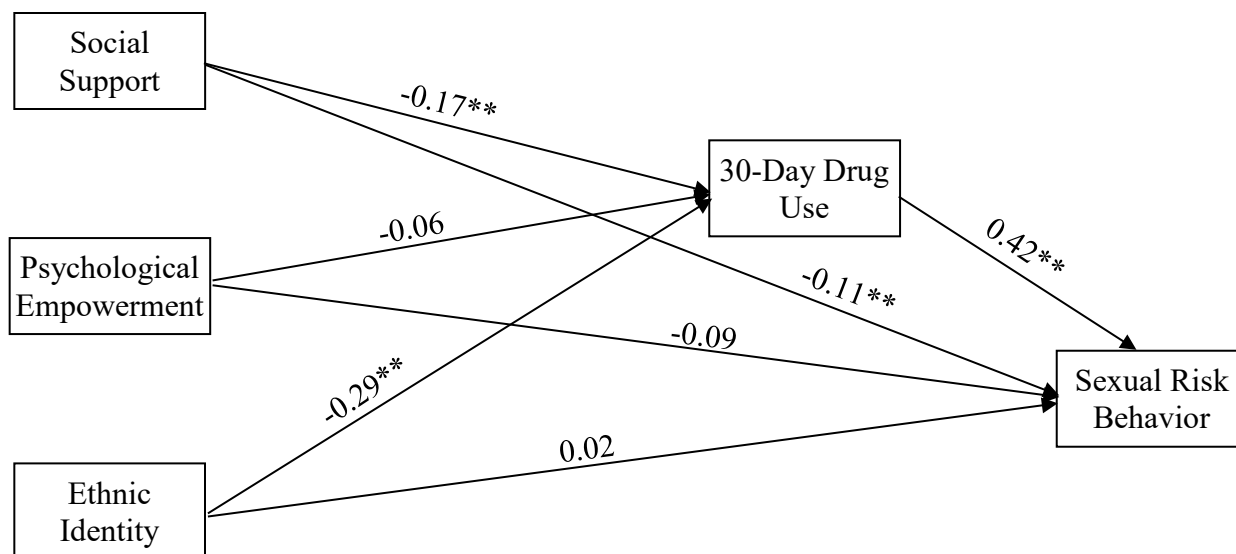 Social
Support
-0.17**
30-Day Drug
Use
-0.06
0.42**
Psychological
Empowerment
-0.11**
-0.09
-0.29**
Sexual Risk
Behavior
0.02
Ethnic
Identity